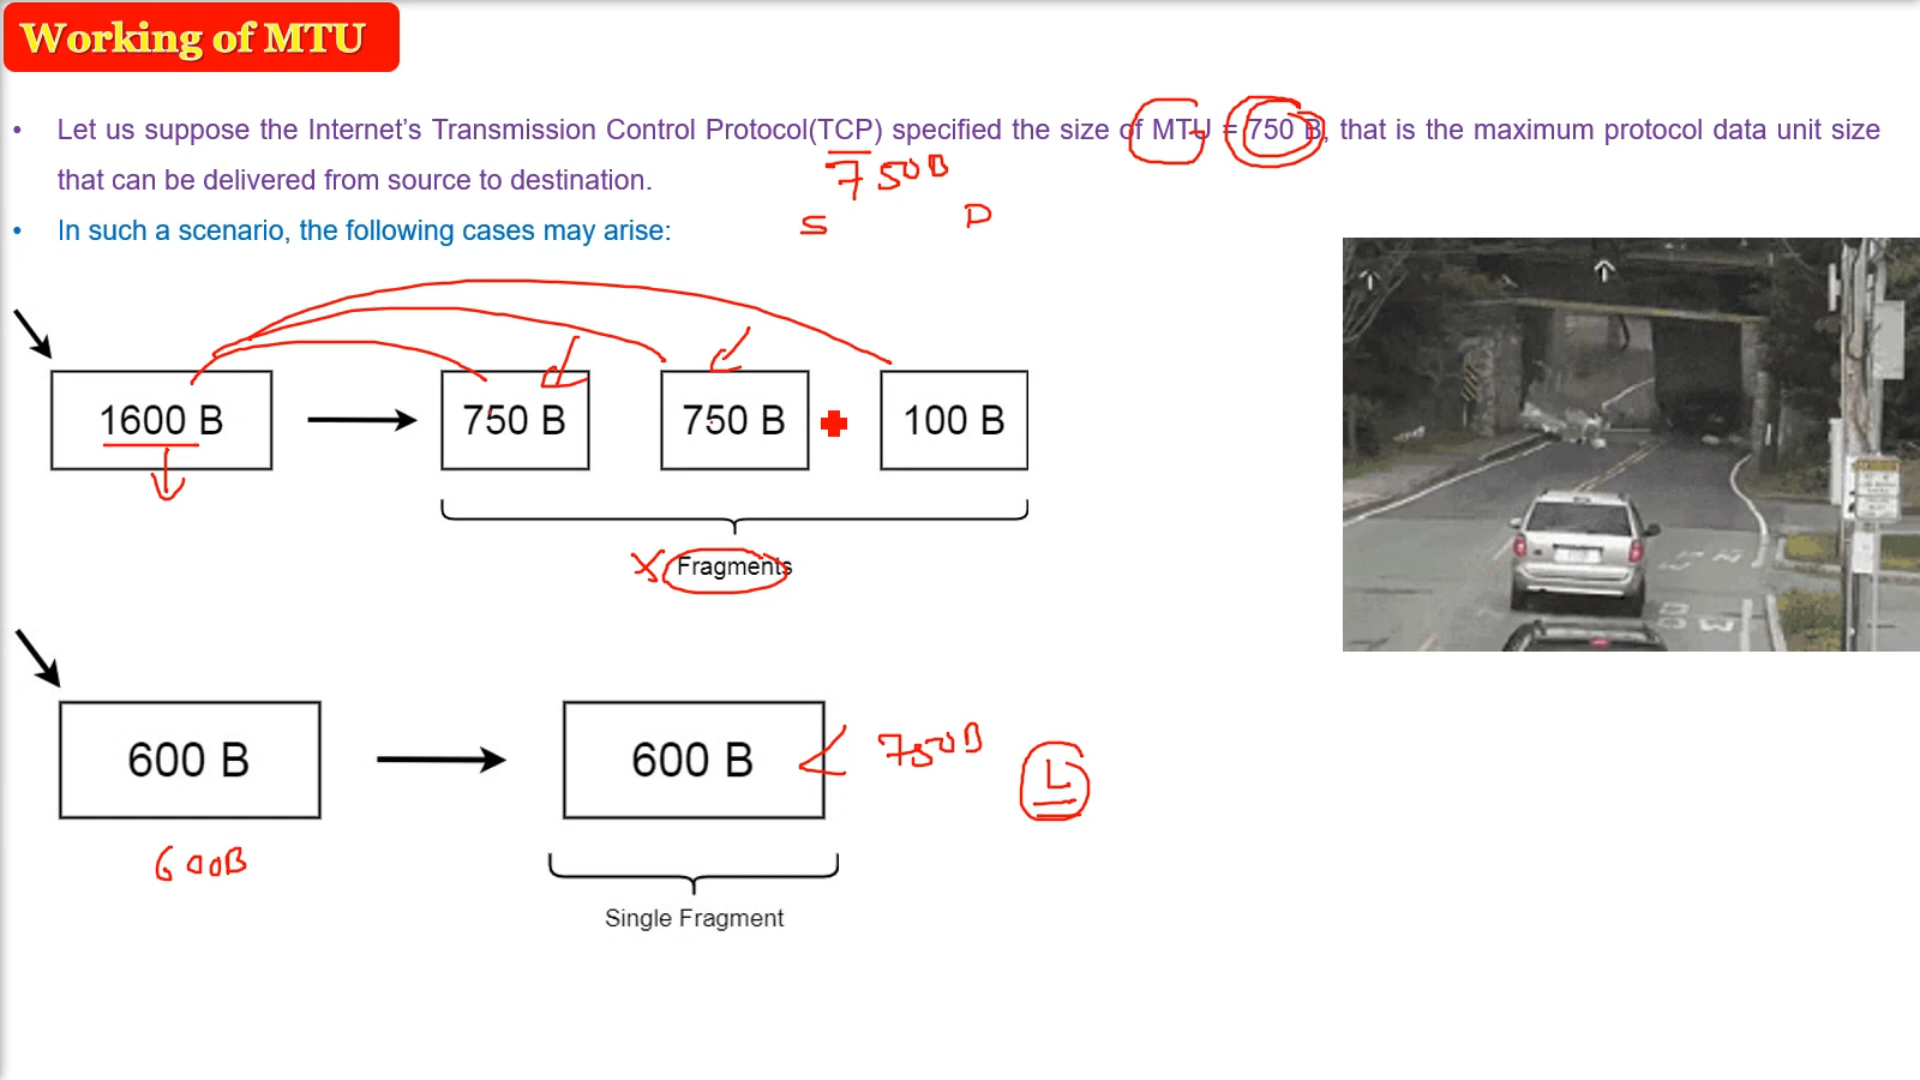 Working of MTU
• Let us suppose the Internet's Transmission Control Protocol(TCP) specified the size of MTU = 750 B, that is the maximum protocol data unit size
that can be delivered from source to destination.
750B
• In such a scenario, the following cases may arise:
S D
1600 B 750 B 750 B 100 B
X Fragments
600 B 600 B < 750B L
600B
Single Fragment